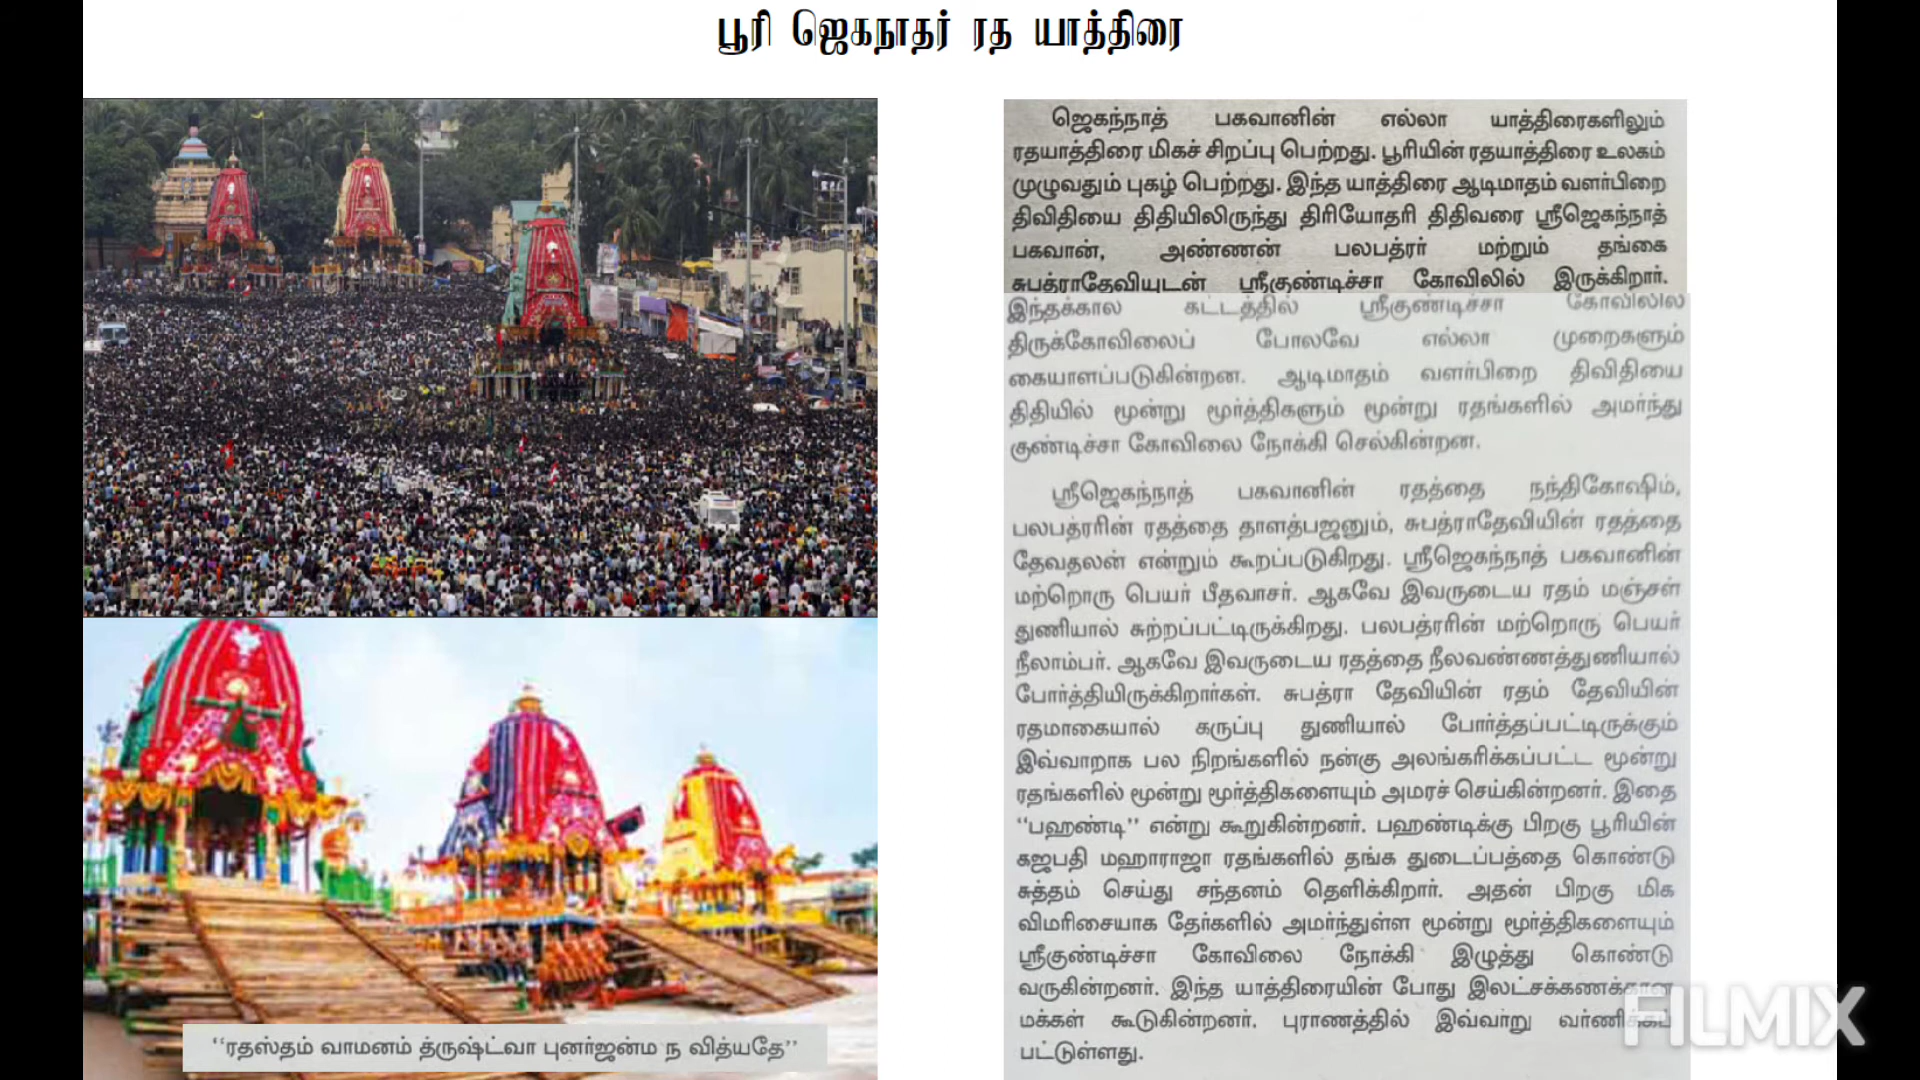 பூரி ஜெகநாதர் ரத யாத்திரை
ஜெகந்நாத் பகவானின் எல்லா யாத்திரைகளிலும்
ரதயாத்திரை மிகச் சிறப்பு பெற்றது. பூரியின் ரதயாத்திரை உலகம்
முழுவதும் புகழ் பெற்றது. இந்த யாத்திரை ஆடிமாதம் வளர்பிறை
திவிதியை திதியிலிருந்து திரியோதரி திதிவரை ஸ்ரீஜெகந்நாத்
பகவான், அண்ணன் பலபத்ரர் மற்றும் தங்கை
சுபத்ராதேவியுடன் ஸ்ரீகுண்டிச்சா கோவிலில் இருக்கிறார்.
இந்தக்கால கட்டத்தில் ஸ்ரீகுண்டிச்சா கோவிலில்
திருக்கோவிலைப் போலவே எல்லா முறைகளும்
கையாளப்படுகின்றன. ஆடிமாதம் வளர்பிறை திவிதியை
திதியில் மூன்று மூர்த்திகளும் மூன்று ரதங்களில் அமர்ந்து
குண்டிச்சா கோவிலை நோக்கி செல்கின்றன.
ஸ்ரீஜெகந்நாத் பகவானின் ரதத்தை நந்திகோஷிம்,
பலபத்ரரின் ரதத்தை தாளத்பஜனும், சுபத்ராதேவியின் ரதத்தை
தேவதலன் என்றும் கூறப்படுகிறது. ஸ்ரீஜெகந்நாத் பகவானின்
மற்றொரு பெயர் பீதவாசர். ஆகவே இவருடைய ரதம் மஞ்சள்
துணியால் சுற்றப்பட்டிருக்கிறது. பலபத்ரரின் மற்றொரு பெயர்
நீலாம்பர். ஆகவே இவருடைய ரதத்தை நீலவண்ணத்துணியால்
போர்த்தியிருக்கிறார்கள். சுபத்ரா தேவியின் ரதம் தேவியின்
ரதமாகையால் கருப்பு துணியால் போர்த்தப்பட்டிருக்கும்
இவ்வாறாக பல நிறங்களில் நன்கு அலங்கரிக்கப்பட்ட மூன்று
ரதங்களில் மூன்று மூர்த்திகளையும் அமரச் செய்கின்றனர். இதை
“பஹண்டி” என்று கூறுகின்றனர். பஹண்டிக்கு பிறகு பூரியின்
கஜபதி மஹாராஜா ரதங்களில் தங்க துடைப்பத்தை கொண்டு
சுத்தம் செய்து சந்தனம் தெளிக்கிறார். அதன் பிறகு மிக
விமரிசையாக தேர்களில் அமர்ந்துள்ள மூன்று மூர்த்திகளையும்
ஸ்ரீகுண்டிச்சா கோவிலை நோக்கி இழுத்து கொண்டு
வருகின்றனர். இந்த யாத்திரையின் போது இலட்சக்கணக்கான
மக்கள் கூடுகின்றனர். புராணத்தில் இவ்வாறு வர்ணிக்கப்
பட்டுள்ளது.
“ரதஸ்தம் வாமனம் த்ருஷ்ட்வா புனர்ஜன்ம ந வித்யதே”
FILMIX